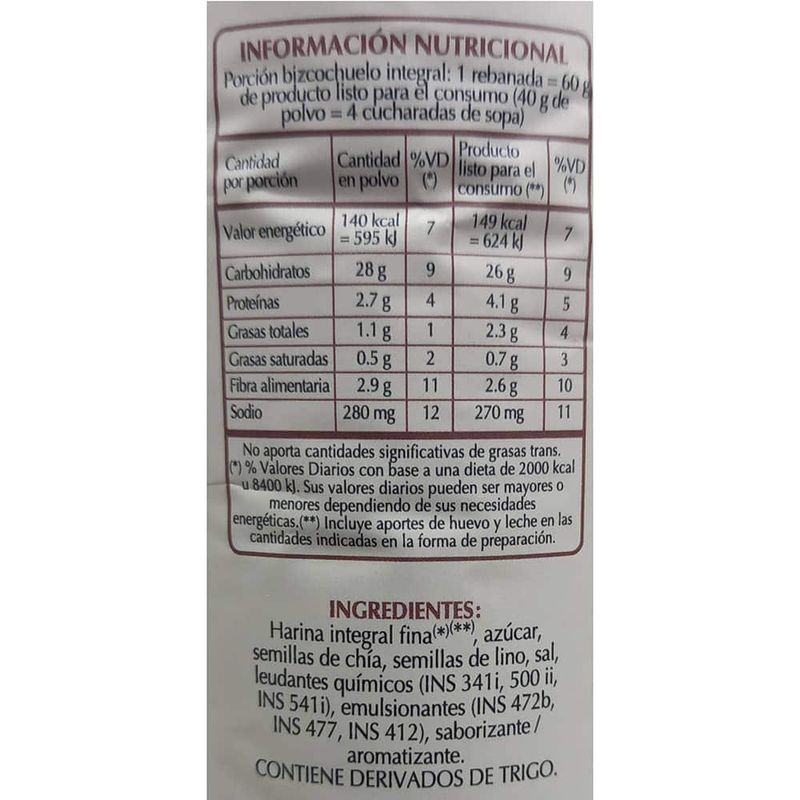 INFORMACIÓN NUTRICIONAL
Porción bizcochuelo integral: 1 rebanada = 60 g
de producto listo para el consumo (40 g de
polvo = 4 cucharadas de sopa)
Cantidad por porción | Cantidad en polvo | %VD (*) | Producto listo para el consumo (**) | %VD (*)
Valor energético | 140 kcal = 595 kJ | 7 | 149 kcal = 624 kJ | 7
Carbohidratos | 28 g | 9 | 26 g | 9
Proteínas | 2.7 g | 4 | 4.1 g | 5
Grasas totales | 1.1 g | 1 | 2.3 g | 4
Grasas saturadas | 0.5 g | 2 | 0.7 g | 3
Fibra alimentaria | 2.9 g | 11 | 2.6 g | 10
Sodio | 280 mg | 12 | 270 mg | 11
No aporta cantidades significativas de grasas trans.
(*) % Valores Diarios con base a una dieta de 2000 kcal
u 8400 kJ. Sus valores diarios pueden ser mayores o
menores dependiendo de sus necesidades
energéticas.(**) Incluye aportes de huevo y leche en las
cantidades indicadas en la forma de preparación.
INGREDIENTES:
Harina integral fina(*)(**), azúcar,
semillas de chía, semillas de lino, sal,
leudantes químicos (INS 341i, 500 ii,
INS 541i), emulsionantes (INS 472b,
INS 477, INS 412), saborizante /
aromatizante.
CONTIENE DERIVADOS DE TRIGO.